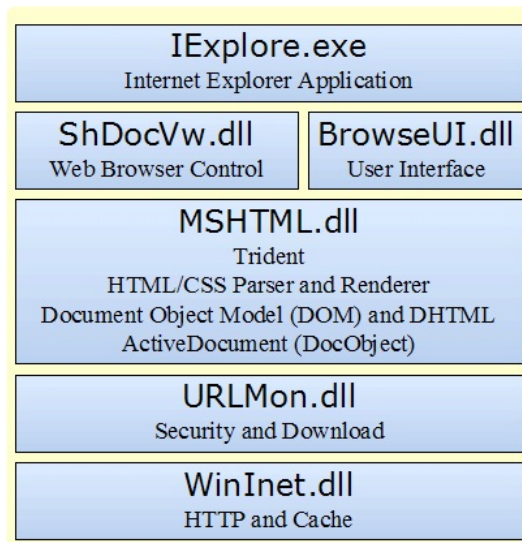 IExplore.exe
Internet Explorer Application
ShDocVw.dll
Web Browser Control
BrowseUI.dll
User Interface
MSHTML.dll
Trident
HTML/CSS Parser and Renderer
Document Object Model (DOM) and DHTML
ActiveDocument (DocObject)
URLMon.dll
Security and Download
WinInet.dll
HTTP and Cache